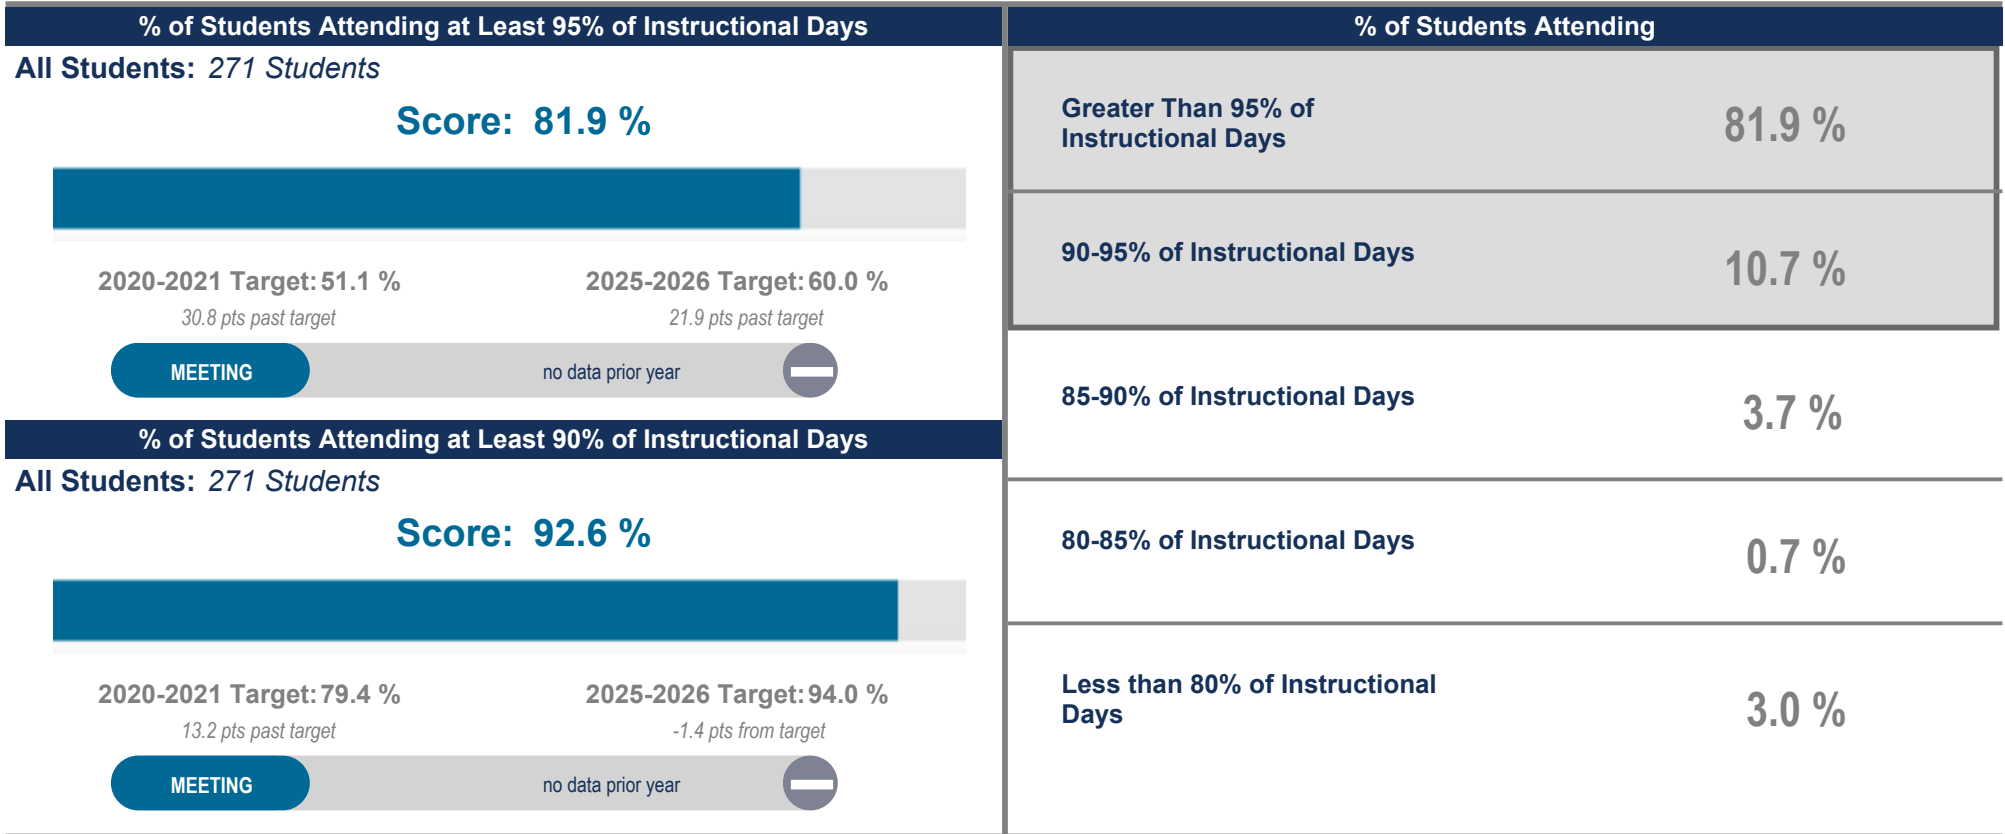 % of Students Attending at Least 95% of Instructional Days
All Students: 271 Students
Score: 81.9 %
2020-2021 Target: 51.1 %
30.8 pts past target
2025-2026 Target: 60.0 %
21.9 pts past target
MEETING
no data prior year
% of Students Attending at Least 90% of Instructional Days
All Students: 271 Students
Score: 92.6 %
2020-2021 Target: 79.4 %
13.2 pts past target
2025-2026 Target: 94.0 %
-1.4 pts from target
MEETING
no data prior year
% of Students Attending
Greater Than 95% of
Instructional Days
81.9 %
90-95% of Instructional Days
10.7 %
85-90% of Instructional Days
3.7 %
80-85% of Instructional Days
0.7 %
Less than 80% of Instructional
Days
3.0 %